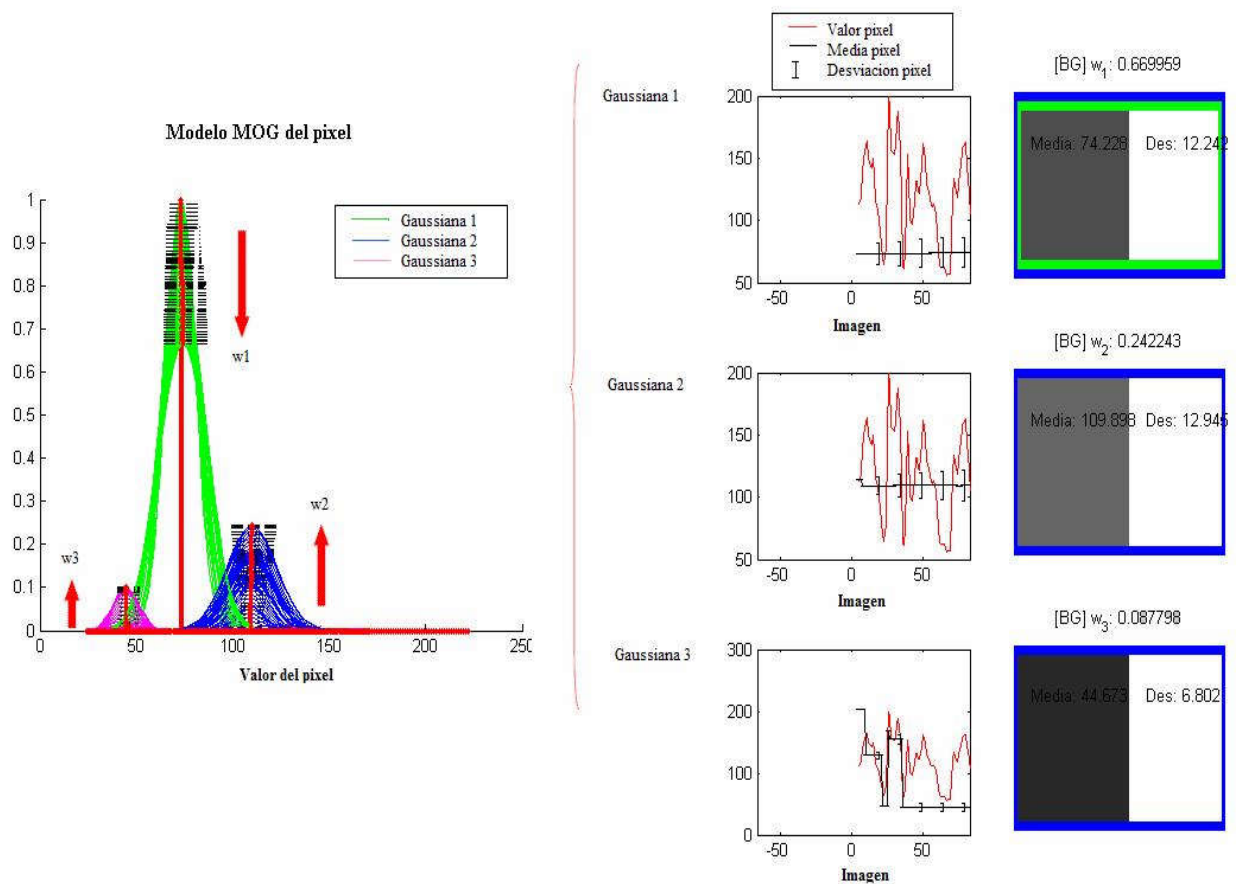 Modelo MOG del pixel
1
0.9
0.8
0.7
0.6
0.5
0.4
0.3
0.2
0.1
0
0
50
100
150
200
250
Valor del pixel
Gaussiana 1
Gaussiana 2
Gaussiana 3
w1
w2
w3
Valor pixel
Media pixel
Desviacion pixel
Gaussiana 1
200
150
100
50
-50
0
50
Imagen
[BG] w1: 0.669959
Media: 74.228 Des: 12.242
Gaussiana 2
200
150
100
50
-50
0
50
Imagen
[BG] w2: 0.242243
Media: 109.898 Des: 12.945
Gaussiana 3
300
200
100
0
-50
0
50
Imagen
[BG] w3: 0.087798
Media: 44.673 Des: 6.802